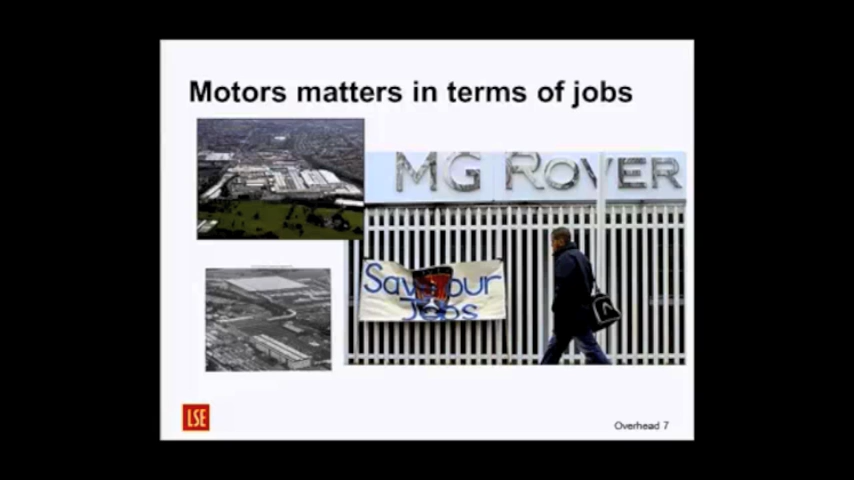 Motors matters in terms of jobs
MG ROVER
Save our
Jobs
LSE
Overhead 7